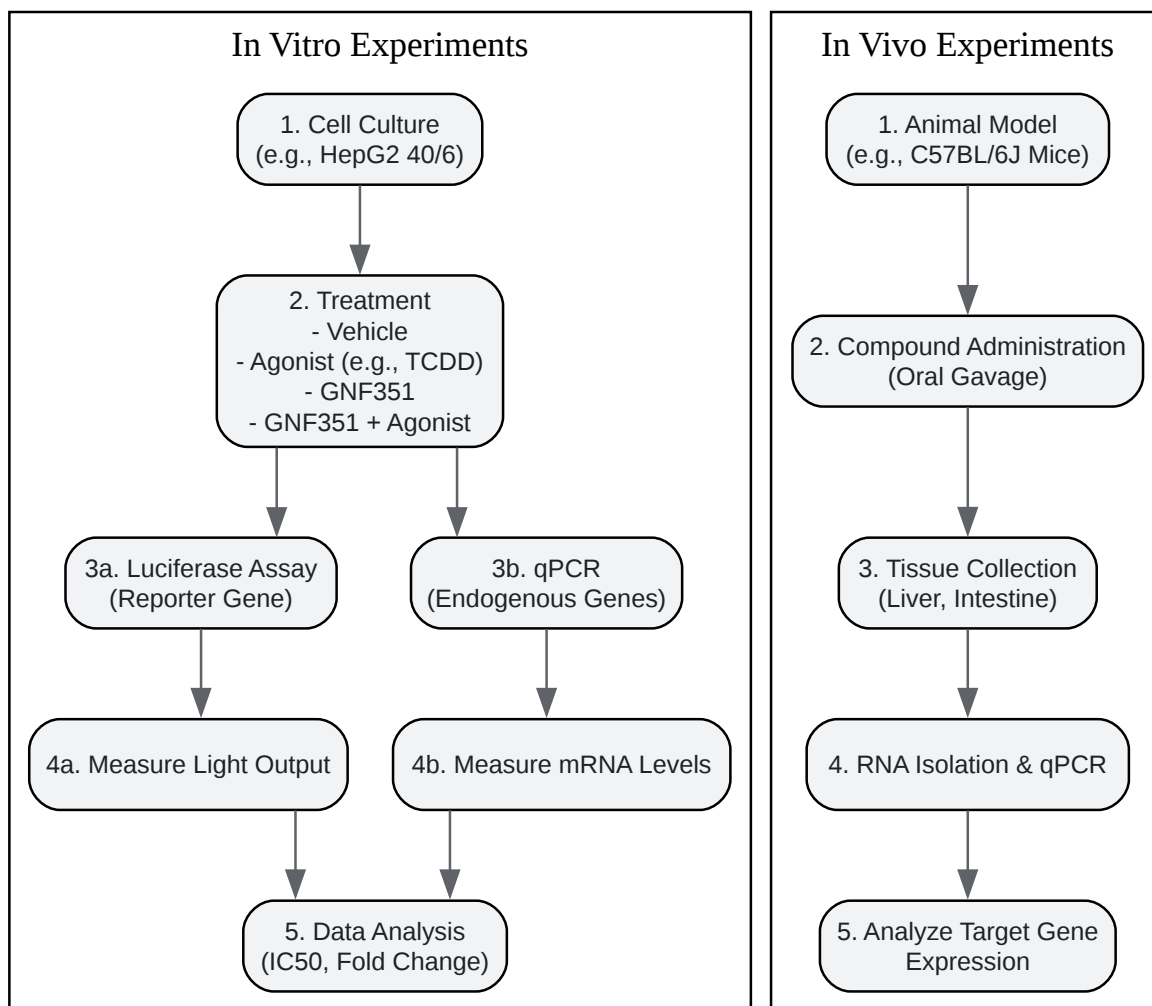 In Vitro Experiments
1. Cell Culture
(e.g., HepG2 40/6)
2. Treatment
- Vehicle
- Agonist (e.g., TCDD)
- GNF351
- GNF351 + Agonist
3a. Luciferase Assay
(Reporter Gene)
3b. qPCR
(Endogenous Genes)
4a. Measure Light Output
4b. Measure mRNA Levels
5. Data Analysis
(IC50, Fold Change)
In Vivo Experiments
1. Animal Model
(e.g., C57BL/6J Mice)
2. Compound Administration
(Oral Gavage)
3. Tissue Collection
(Liver, Intestine)
4. RNA Isolation & qPCR
5. Analyze Target Gene
Expression